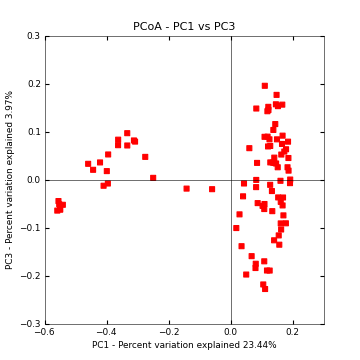 PCoA - PC1 vs PC3
0.3
0.2
0.1
0.0
−0.1
−0.2
−0.3
PC3 - Percent variation explained 3.97%
−0.6 −0.4 −0.2 0.0 0.2
PC1 - Percent variation explained 23.44%